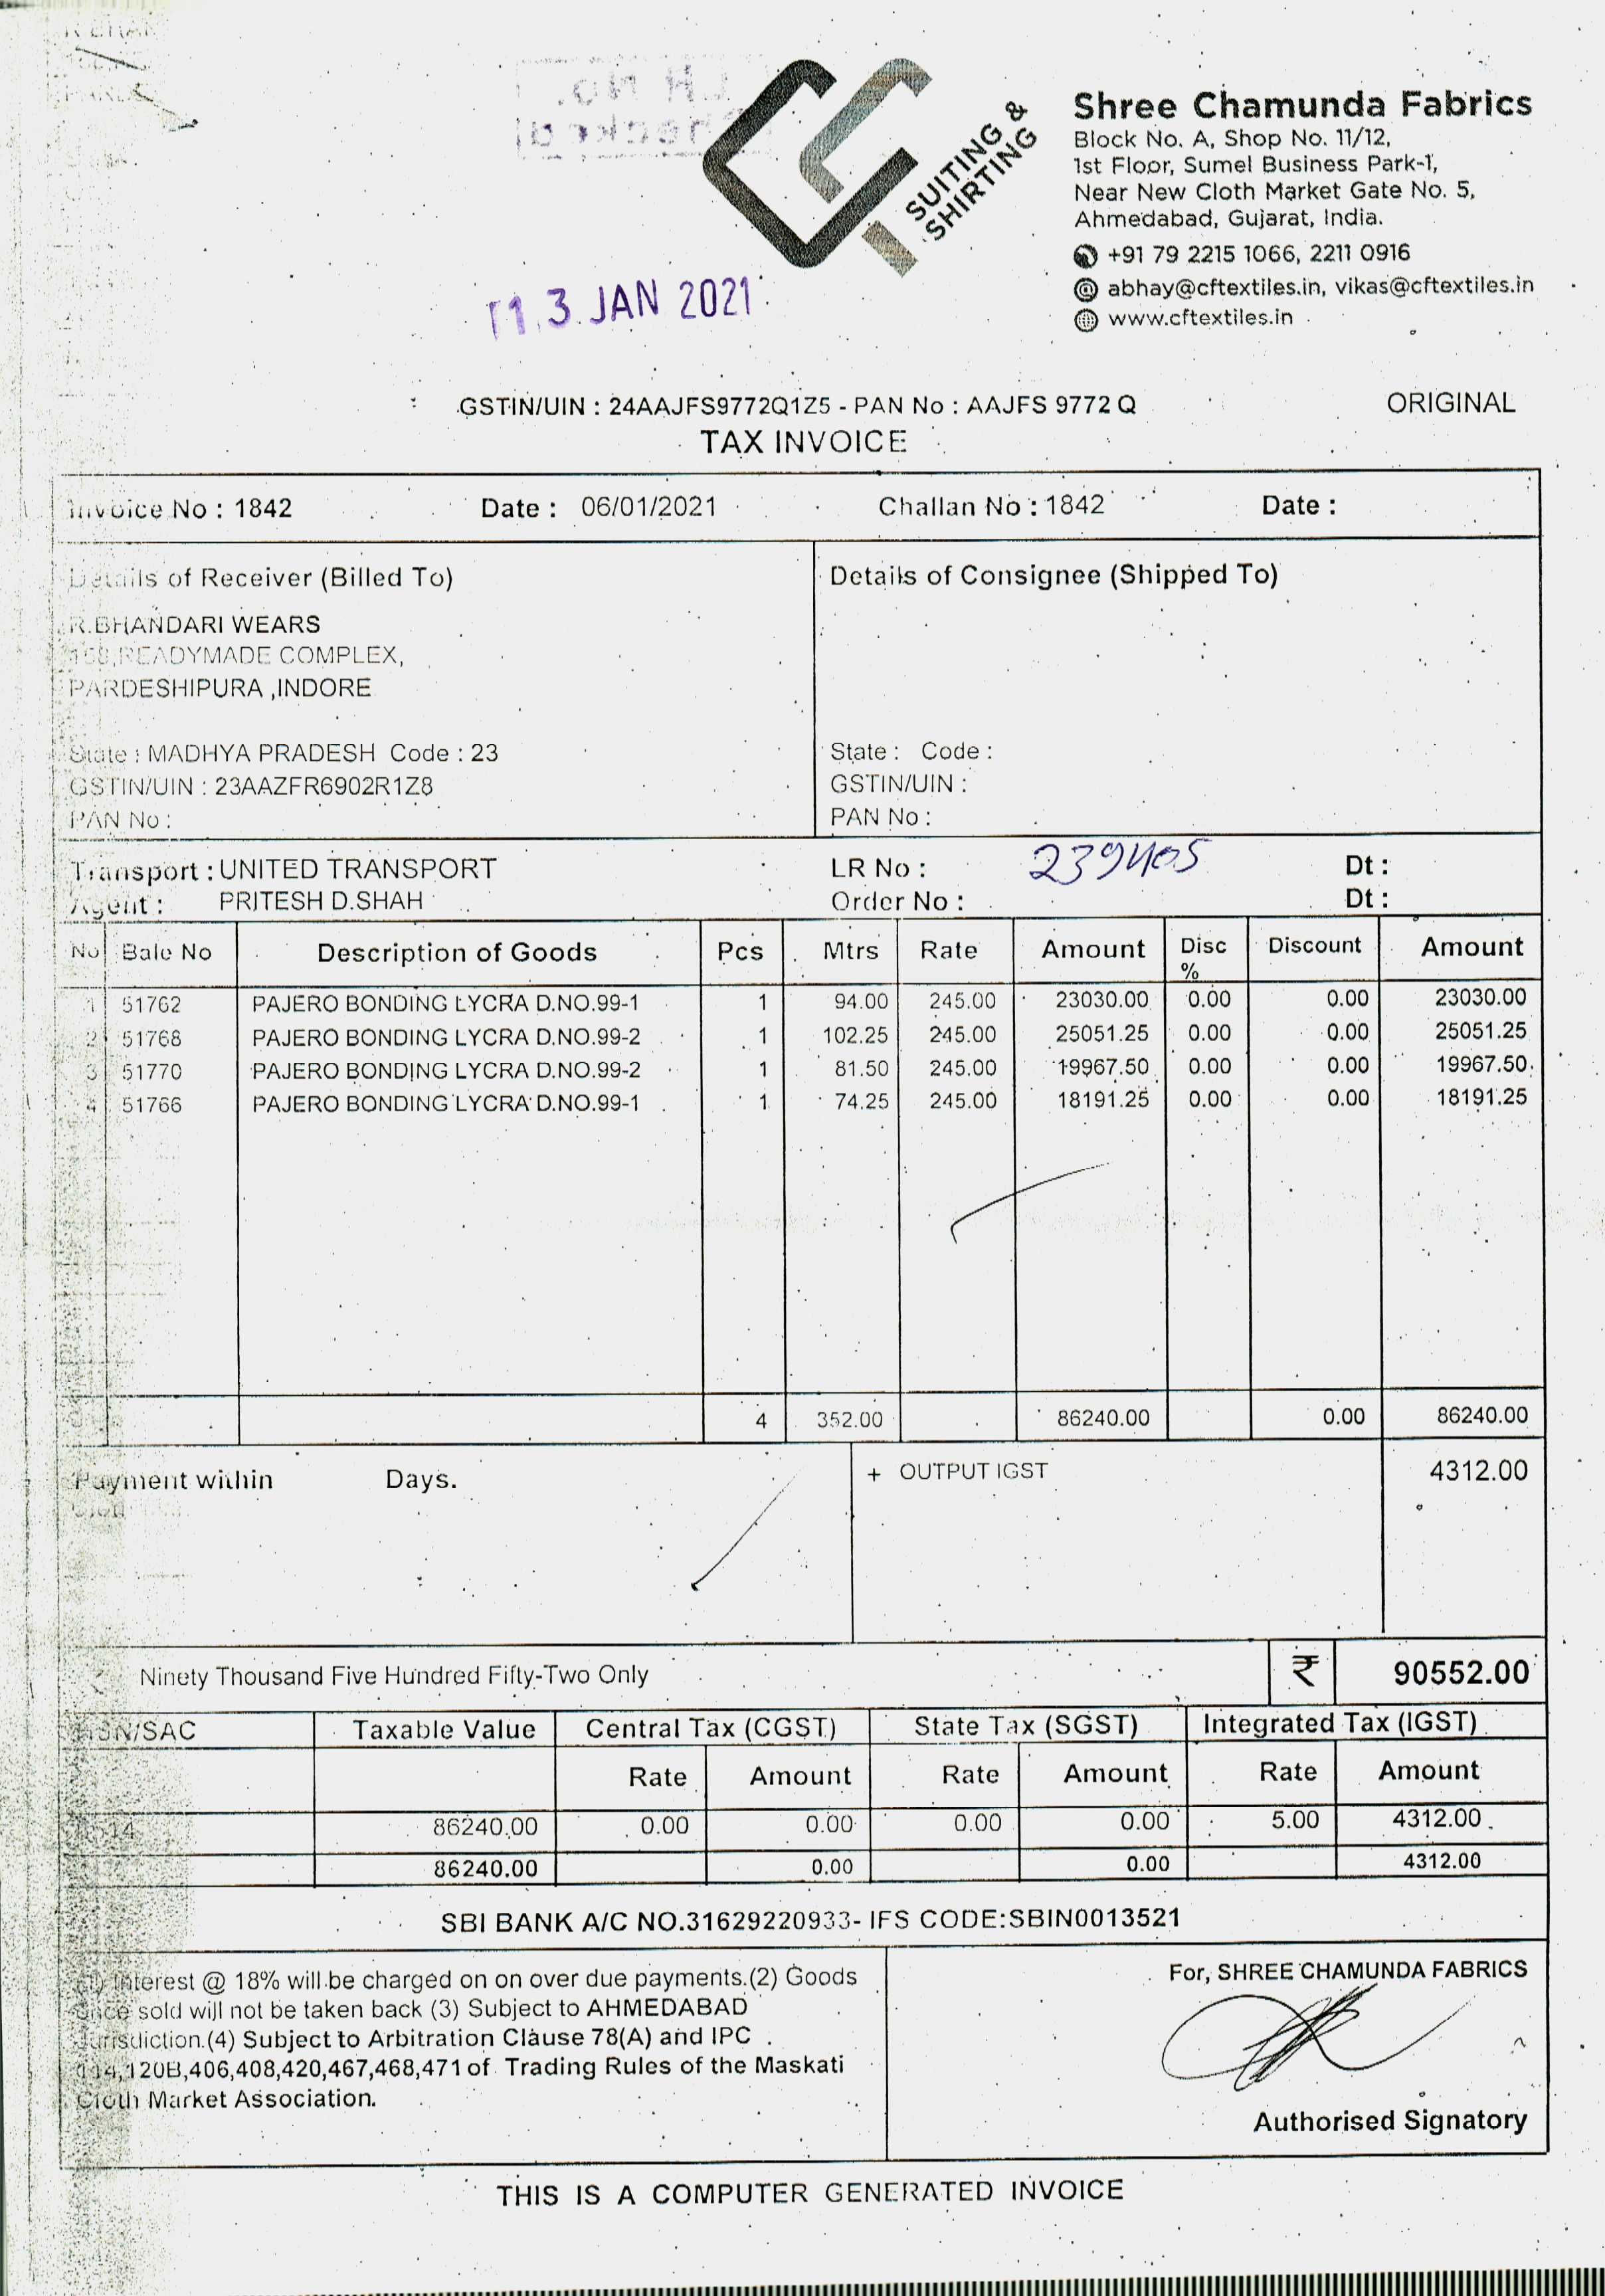 SUITING &
SHIRTING
Shree Chamunda Fabrics
Block No. A, Shop No. 11/12,
1st Floor, Sumel Business Park-1,
Near New Cloth Market Gate No. 5,
Ahmedabad, Gujarat, India.
+91 79 2215 1066, 2211 0916
abhay@cftextiles.in, vikas@cftextiles.in
www.cftextiles.in
13 JAN 2021
GSTIN/UIN : 24AAJFS9772Q1Z5 - PAN No : AAJFS 9772 Q ORIGINAL
TAX INVOICE
Invoice No : 1842 Date : 06/01/2021 Challan No : 1842 Date :
Details of Receiver (Billed To) Details of Consignee (Shipped To)
R.BHANDARI WEARS
READYMADE COMPLEX,
PARDESHIPURA ,INDORE
State : MADHYA PRADESH Code : 23 State : Code :
GSTIN/UIN : 23AAZFR6902R1Z8 GSTIN/UIN :
PAN No : PAN No :
Transport : UNITED TRANSPORT LR No : 239405 Dt :
Agent : PRITESH D.SHAH Order No : Dt :
No Bale No Description of Goods Pcs Mtrs Rate Amount Disc % Discount Amount
1 51762 PAJERO BONDING LYCRA D.NO.99-1 1 94.00 245.00 23030.00 0.00 0.00 23030.00
2 51768 PAJERO BONDING LYCRA D.NO.99-2 1 102.25 245.00 25051.25 0.00 0.00 25051.25
3 51770 PAJERO BONDING LYCRA D.NO.99-2 1 81.50 245.00 19967.50 0.00 0.00 19967.50
4 51766 PAJERO BONDING LYCRA D.NO.99-1 1 74.25 245.00 18191.25 0.00 0.00 18191.25
4 352.00 86240.00 0.00 86240.00
Payment within Days. + OUTPUT IGST 4312.00
Ninety Thousand Five Hundred Fifty-Two Only ₹ 90552.00
HSN/SAC Taxable Value Central Tax (CGST) State Tax (SGST) Integrated Tax (IGST)
Rate Amount Rate Amount Rate Amount
86240.00 0.00 0.00 0.00 0.00 5.00 4312.00
86240.00 0.00 0.00 4312.00
SBI BANK A/C NO.31629220933- IFS CODE:SBIN0013521
(1) Interest @ 18% will be charged on on over due payments.(2) Goods
once sold will not be taken back (3) Subject to AHMEDABAD
Jurisdiction.(4) Subject to Arbitration Clause 78(A) and IPC
114,120B,406,408,420,467,468,471 of Trading Rules of the Maskati
Cloth Market Association.
For, SHREE CHAMUNDA FABRICS
Authorised Signatory
THIS IS A COMPUTER GENERATED INVOICE